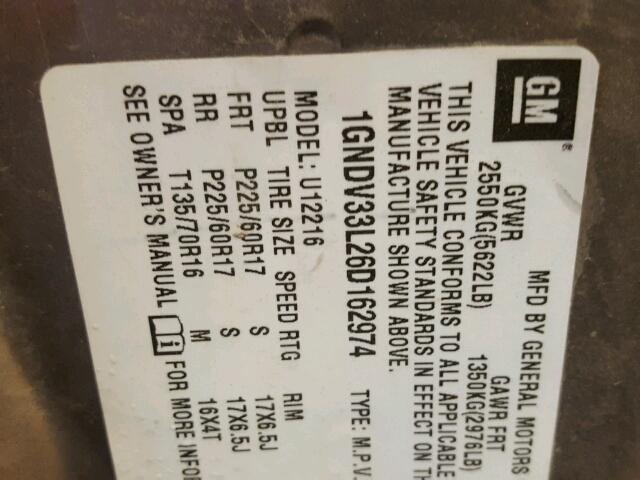 GM ®
MFD BY GENERAL MOTORS
GVWR GAWR FRT
2550KG(5622LB) 1350KG(2976LB)
THIS VEHICLE CONFORMS TO ALL APPLICABLE
VEHICLE SAFETY STANDARDS IN EFFECT ON TH
MANUFACTURE SHOWN ABOVE.
1GNDV33L26D162974 TYPE: M.P.V.
MODEL: U12216
UPBL TIRE SIZE SPEED RTG RIM
FRT P225/60R17 S 17X6.5J
RR P225/60R17 S 17X6.5J
SPA T135/70R16 M 16X4T
SEE OWNER'S MANUAL FOR MORE INFOR